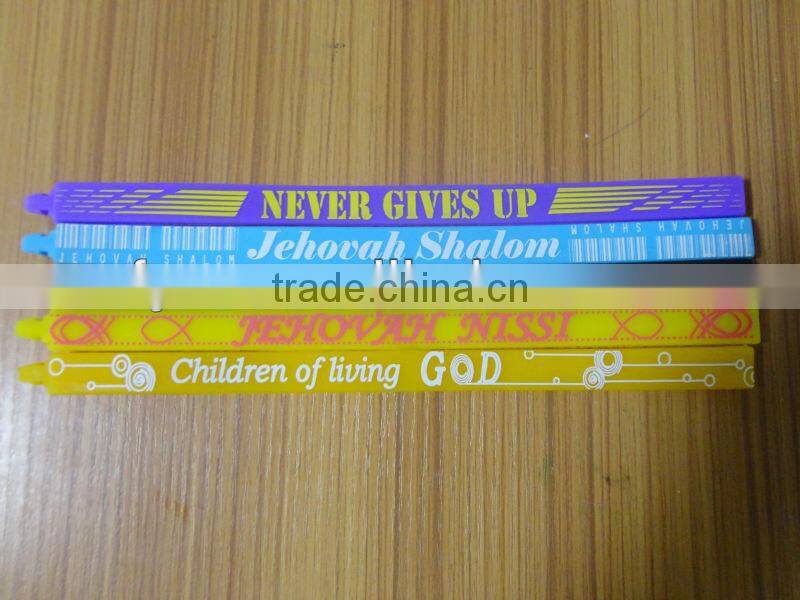 NEVER GIVES UP
JEHOVAH SHALOM Jehovah Shalom JEHOVAH SHALOM
trade.china.cn
JEHOVAH NISSI
Children of living GOD